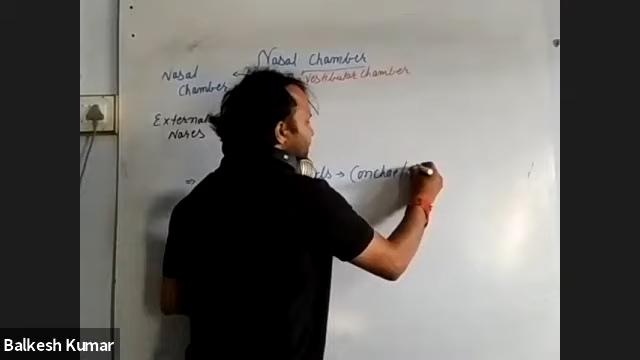 Nasal Chamber
Nasal ← Vestibular Chamber
Chamber
External
Nares
⇒ → Conchae
Balkesh Kumar